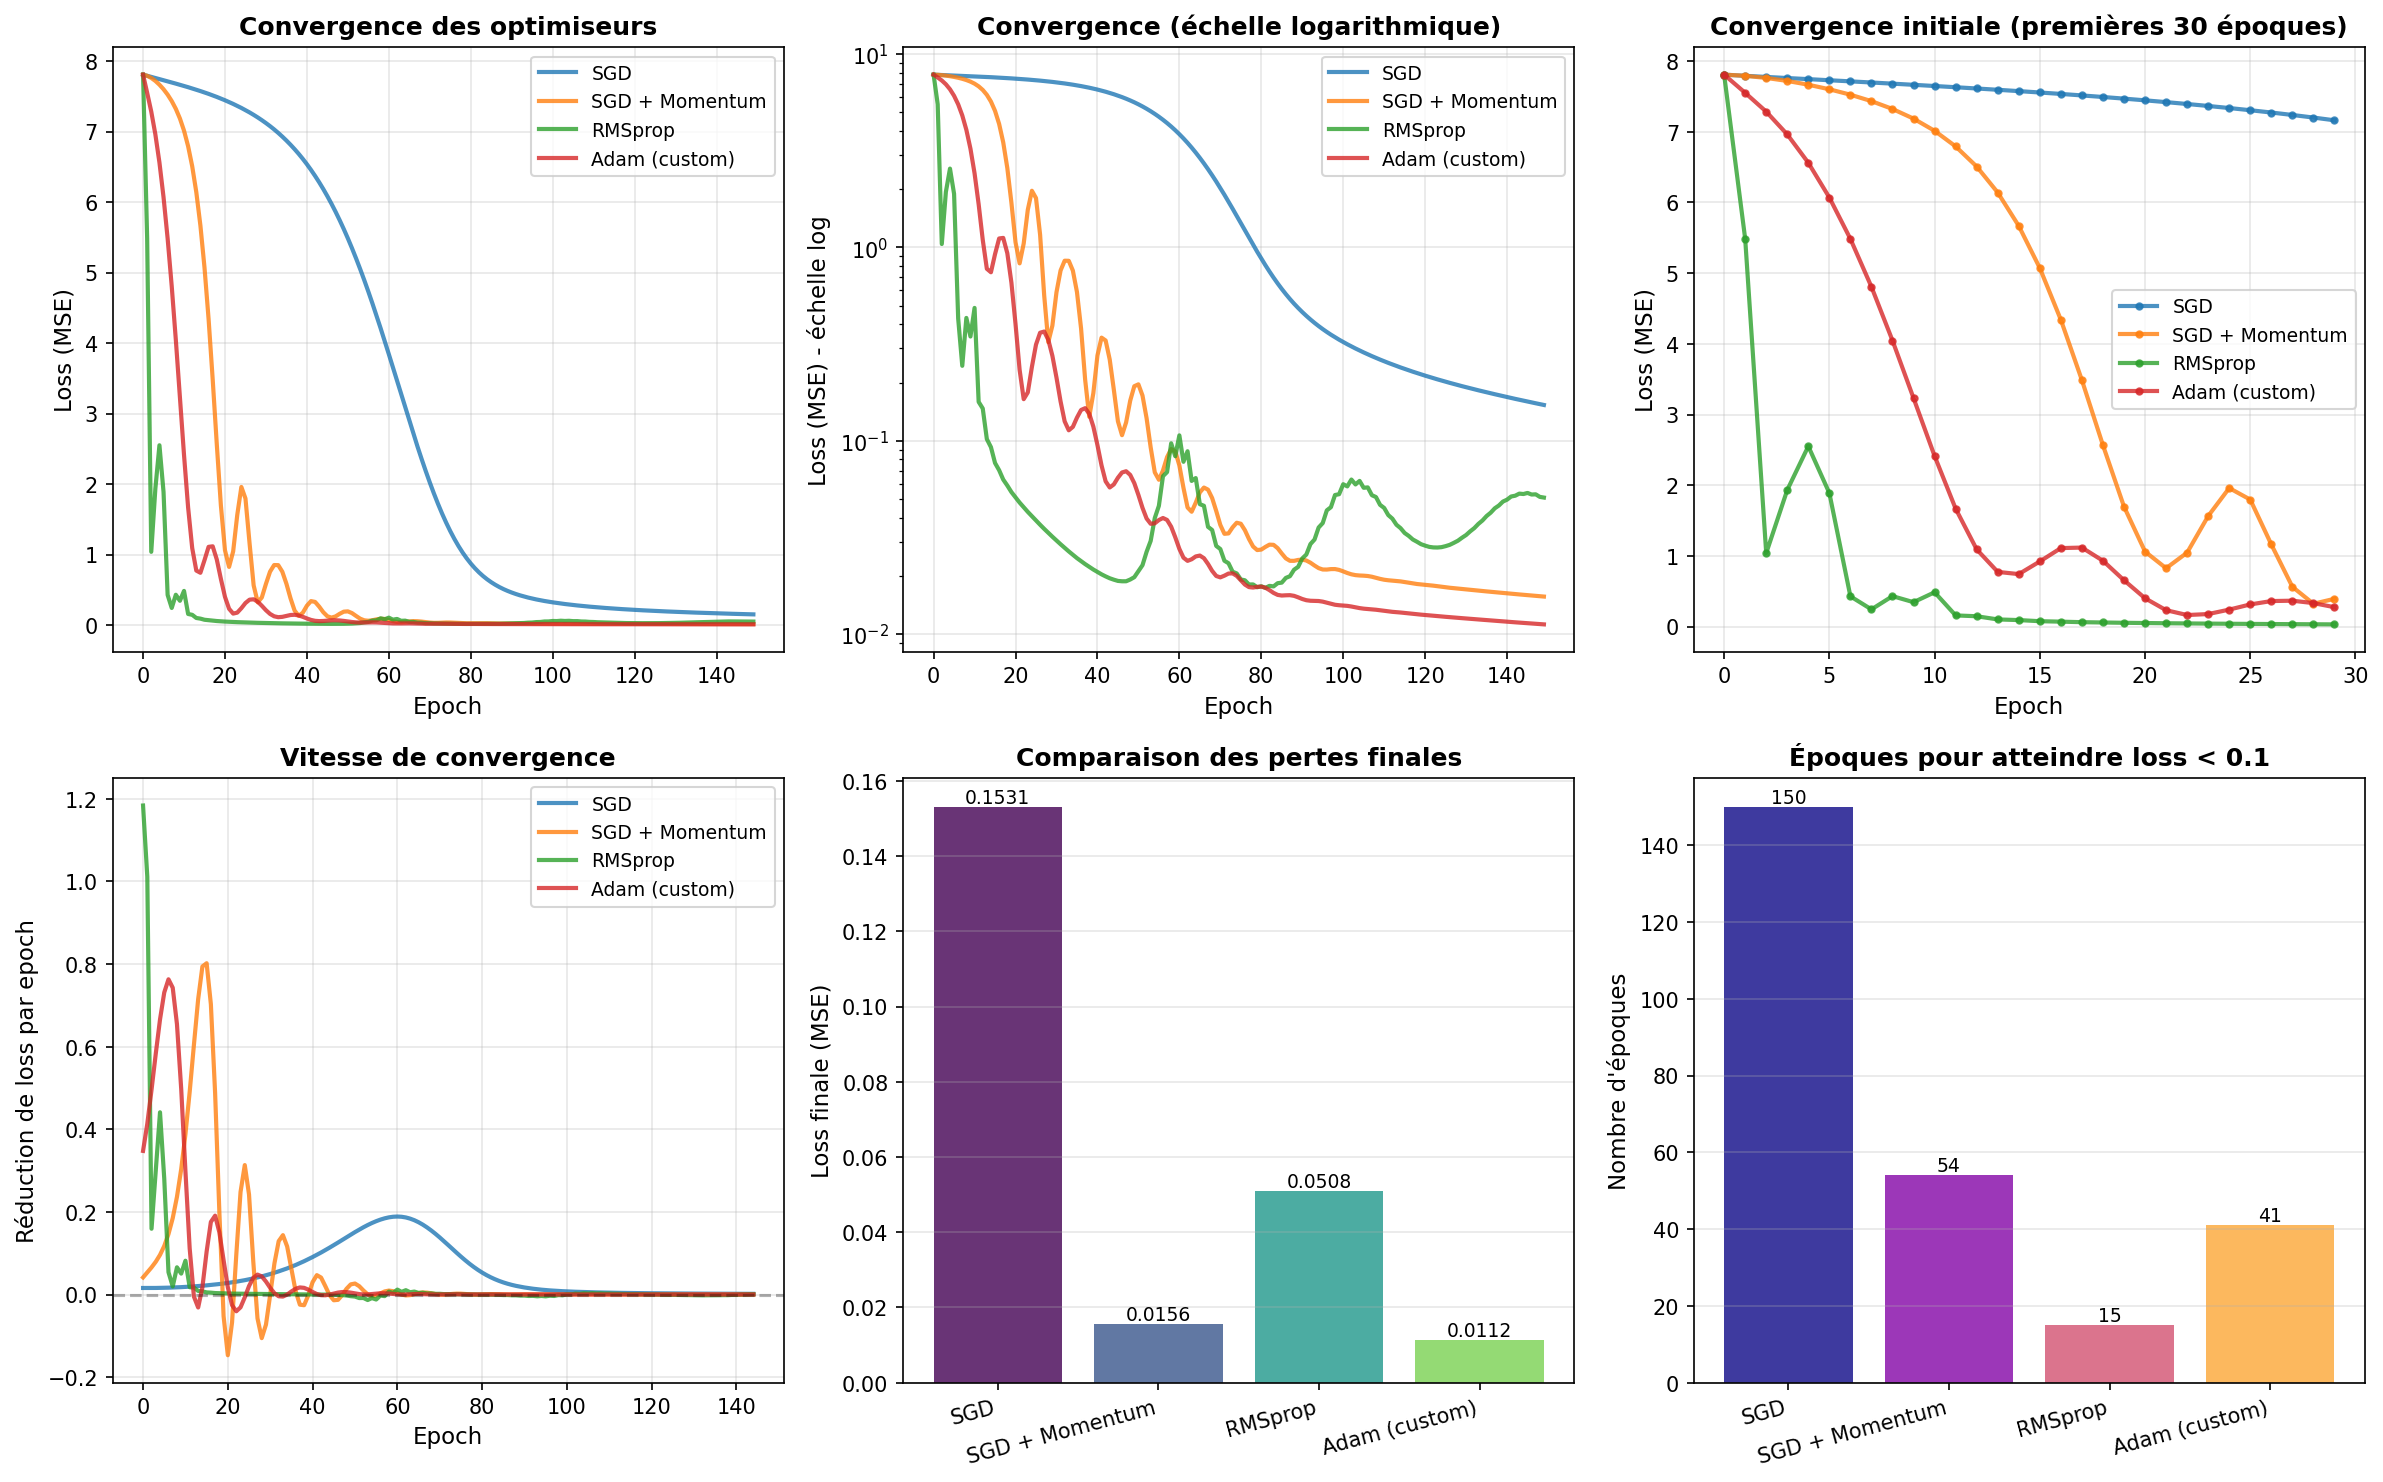 Convergence des optimiseurs
Loss (MSE)
8
7
6
5
4
3
2
1
0
0 20 40 60 80 100 120 140
Epoch
SGD
SGD + Momentum
RMSprop
Adam (custom)
Convergence (échelle logarithmique)
Loss (MSE) - échelle log
10¹
10⁰
10⁻¹
10⁻²
0 20 40 60 80 100 120 140
Epoch
SGD
SGD + Momentum
RMSprop
Adam (custom)
Convergence initiale (premières 30 époques)
Loss (MSE)
8
7
6
5
4
3
2
1
0
0 5 10 15 20 25 30
Epoch
SGD
SGD + Momentum
RMSprop
Adam (custom)
Vitesse de convergence
Réduction de loss par epoch
1.2
1.0
0.8
0.6
0.4
0.2
0.0
−0.2
0 20 40 60 80 100 120 140
Epoch
SGD
SGD + Momentum
RMSprop
Adam (custom)
Comparaison des pertes finales
Loss finale (MSE)
0.16
0.14
0.12
0.10
0.08
0.06
0.04
0.02
0.00
0.1531
0.0156
0.0508
0.0112
SGD
SGD + Momentum
RMSprop
Adam (custom)
Époques pour atteindre loss < 0.1
Nombre d'époques
140
120
100
80
60
40
20
0
150
54
15
41
SGD
SGD + Momentum
RMSprop
Adam (custom)